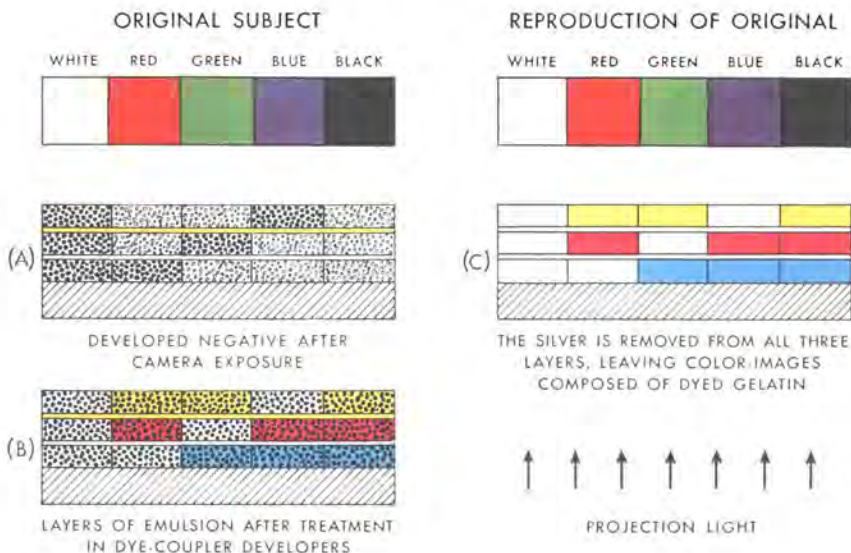 ORIGINAL SUBJECT
WHITE RED GREEN BLUE BLACK
(A)
DEVELOPED NEGATIVE AFTER
CAMERA EXPOSURE
(B)
LAYERS OF EMULSION AFTER TREATMENT
IN DYE-COUPLER DEVELOPERS
REPRODUCTION OF ORIGINAL
WHITE RED GREEN BLUE BLACK
(C)
THE SILVER IS REMOVED FROM ALL THREE
LAYERS, LEAVING COLOR-IMAGES
COMPOSED OF DYED GELATIN
PROJECTION LIGHT